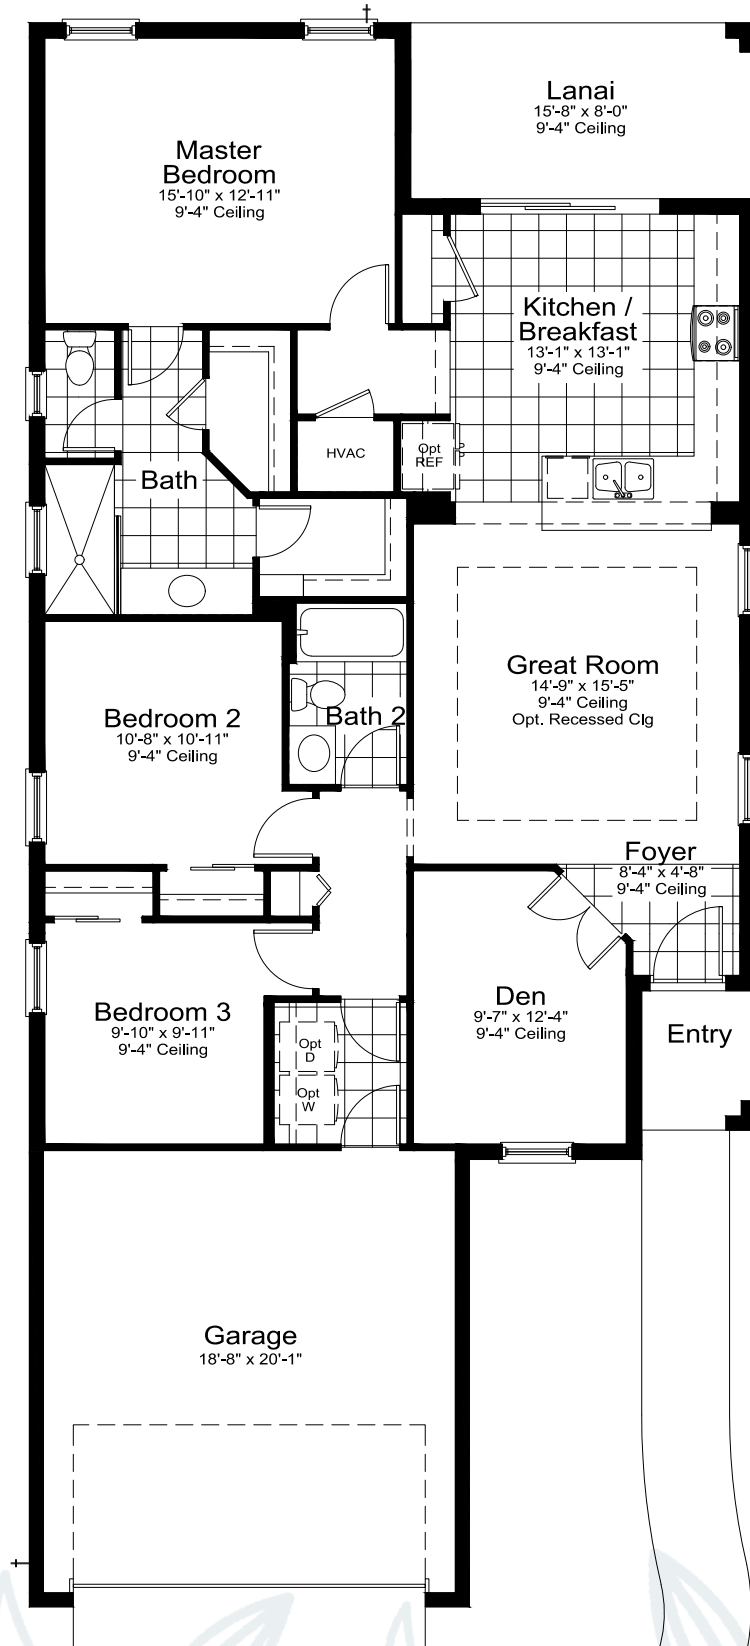 Lanai
15'-8" x 8'-0"
9'-4" Ceiling
Master
Bedroom
15'-10" x 12'-11"
9'-4" Ceiling
Kitchen /
Breakfast
13'-1" x 13'-1"
9'-4" Ceiling
HVAC
Opt
REF
Bath
Great Room
14'-9" x 15'-5"
9'-4" Ceiling
Opt. Recessed Clg
Bedroom 2
10'-8" x 10'-11"
9'-4" Ceiling
Bath 2
Foyer
8'-4" x 4'-8"
9'-4" Ceiling
Bedroom 3
9'-10" x 9'-11"
9'-4" Ceiling
Opt
D
Opt
W
Den
9'-7" x 12'-4"
9'-4" Ceiling
Entry
Garage
18'-8" x 20'-1"